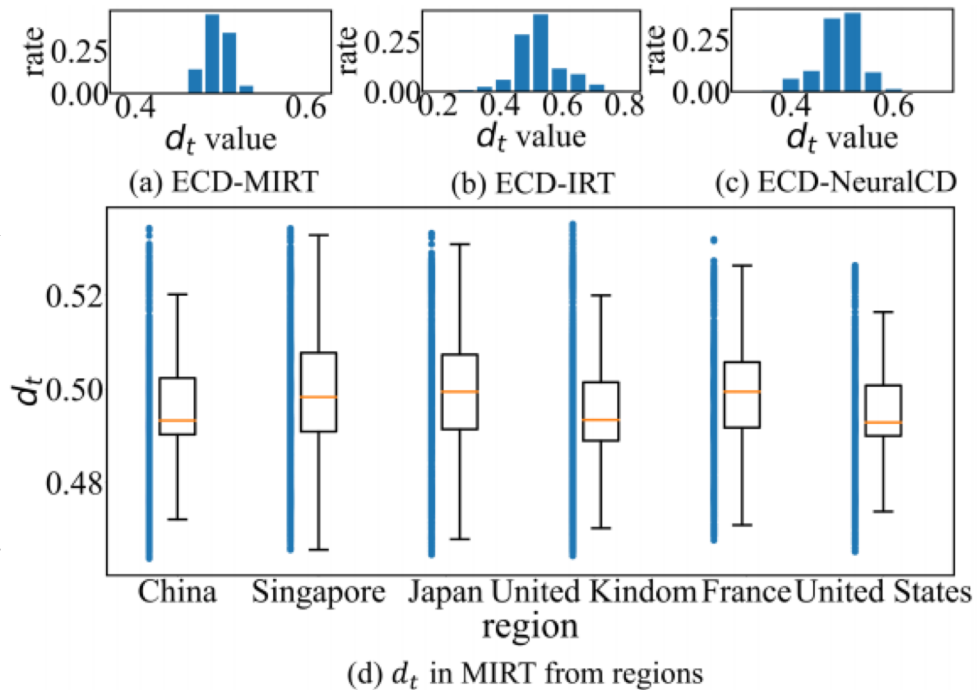 rate
0.25
0.00
0.4 0.6
d_t value
(a) ECD-MIRT
rate
0.25
0.00
0.2 0.4 0.6 0.8
d_t value
(b) ECD-IRT
rate
0.25
0.00
0.4 0.6
d_t value
(c) ECD-NeuralCD
d_t
0.52
0.50
0.48
China Singapore Japan United Kindom France United States
region
(d) d_t in MIRT from regions